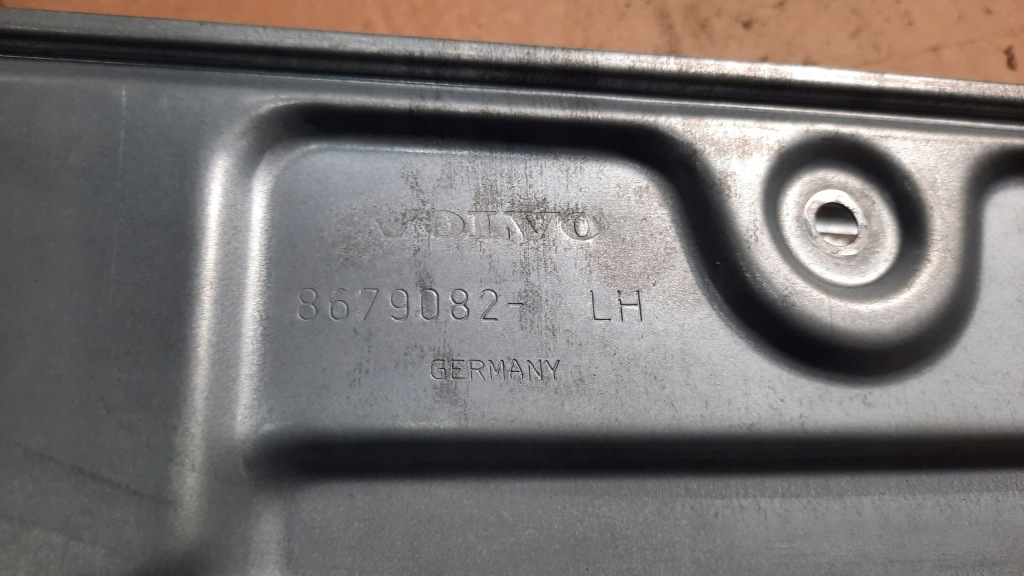 VOLVO
8679082- LH
GERMANY